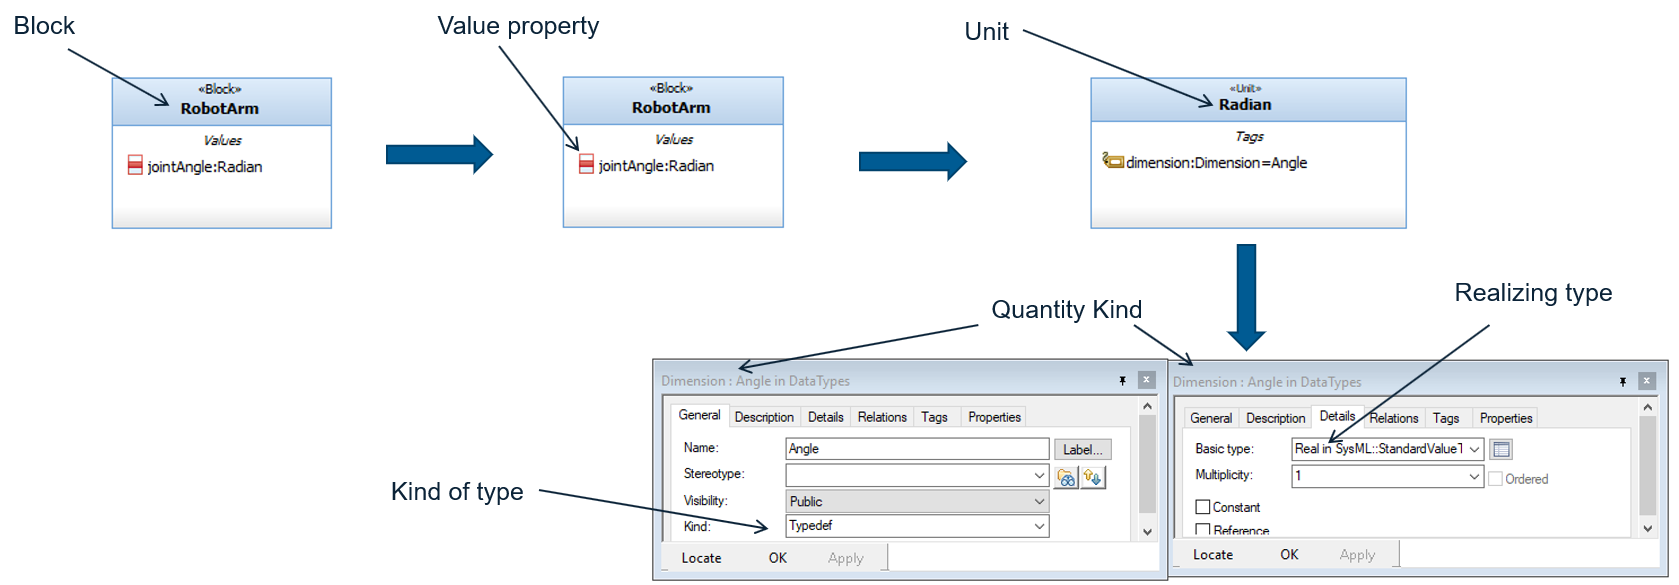 Block
Value property
Unit
«Block»
RobotArm
Values
jointAngle:Radian
«Block»
RobotArm
Values
jointAngle:Radian
«Unit»
Radian
Tags
dimension:Dimension=Angle
Quantity Kind
Realizing type
Kind of type
Dimension : Angle in DataTypes
General Description Details Relations Tags Properties
Name: Angle Label...
Stereotype:
Visibility: Public
Kind: Typedef
Locate OK Apply
Dimension : Angle in DataTypes
General Description Details Relations Tags Properties
Basic type: Real in SysML::StandardValueT
Multiplicity: 1 Ordered
Constant
Reference
Locate OK Apply